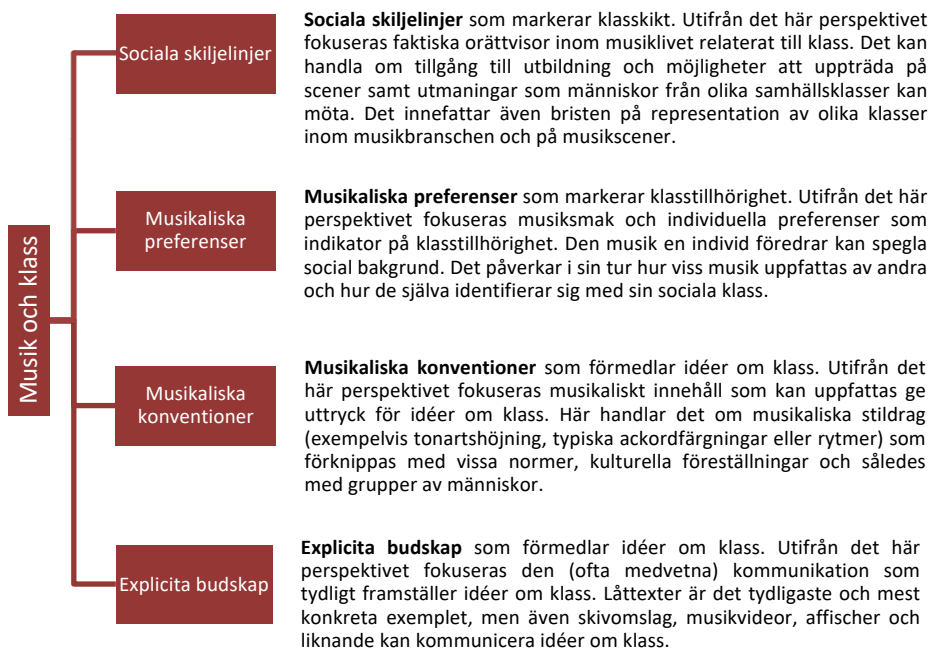 Musik och klass
Sociala skiljelinjer
Sociala skiljelinjer som markerar klasskikt. Utifrån det här perspektivet
fokuseras faktiska orättvisor inom musiklivet relaterat till klass. Det kan
handla om tillgång till utbildning och möjligheter att uppträda på
scener samt utmaningar som människor från olika samhällsklasser kan
möta. Det innefattar även bristen på representation av olika klasser
inom musikbranschen och på musikscener.
Musikaliska
preferenser
Musikaliska preferenser som markerar klasstillhörighet. Utifrån det här
perspektivet fokuseras musiksmak och individuella preferenser som
indikator på klasstillhörighet. Den musik en individ föredrar kan spegla
social bakgrund. Det påverkar i sin tur hur viss musik uppfattas av andra
och hur de själva identifierar sig med sin sociala klass.
Musikaliska
konventioner
Musikaliska konventioner som förmedlar idéer om klass. Utifrån det
här perspektivet fokuseras musikaliskt innehåll som kan uppfattas ge
uttryck för idéer om klass. Här handlar det om musikaliska stildrag
(exempelvis tonartshöjning, typiska ackordfärgningar eller rytmer) som
förknippas med vissa normer, kulturella föreställningar och således
med grupper av människor.
Explicita budskap
Explicita budskap som förmedlar idéer om klass. Utifrån det här
perspektivet fokuseras den (ofta medvetna) kommunikation som
tydligt framställer idéer om klass. Låttexter är det tydligaste och mest
konkreta exemplet, men även skivomslag, musikvideor, affischer och
liknande kan kommunicera idéer om klass.